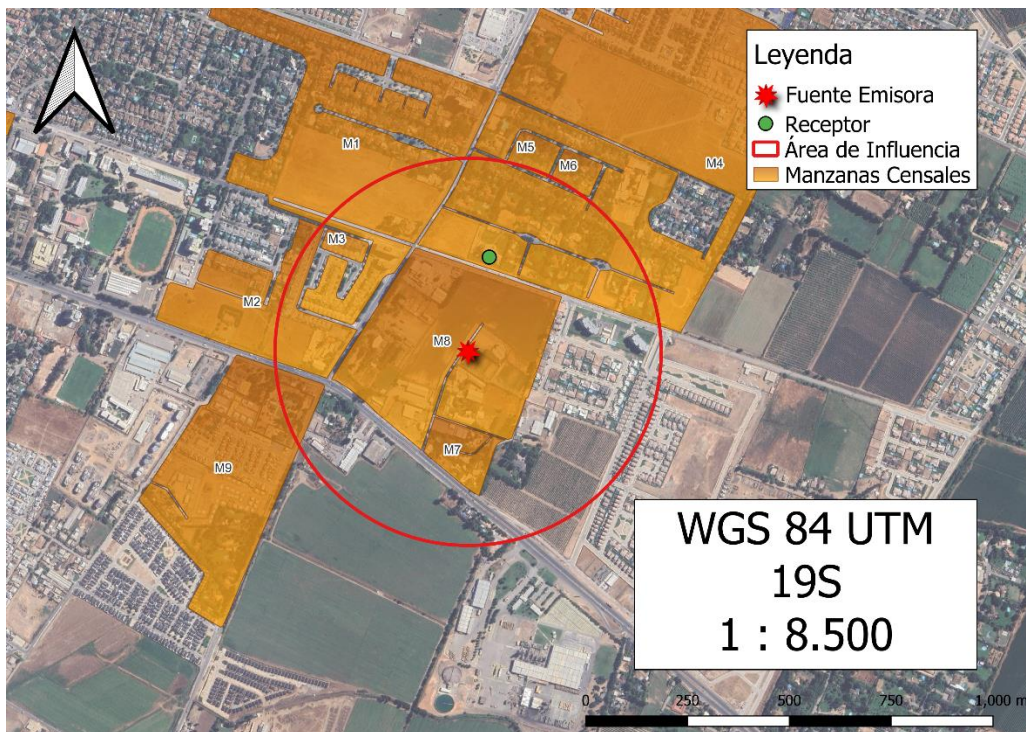 Leyenda
Fuente Emisora
Receptor
Área de Influencia
Manzanas Censales
M1
M5
M6
M4
M3
M2
M8
M7
M9
WGS 84 UTM
19S
1 : 8.500
0 250 500 750 1,000 m